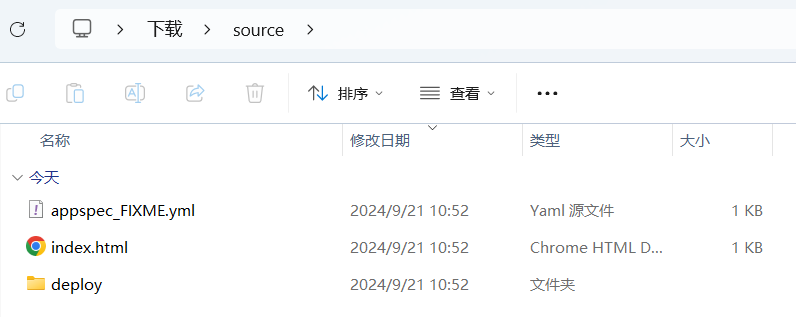 下载 source
排序 查看
名称 修改日期 类型 大小
今天
appspec_FIXME.yml 2024/9/21 10:52 Yaml 源文件 1 KB
index.html 2024/9/21 10:52 Chrome HTML D... 1 KB
deploy 2024/9/21 10:52 文件夹